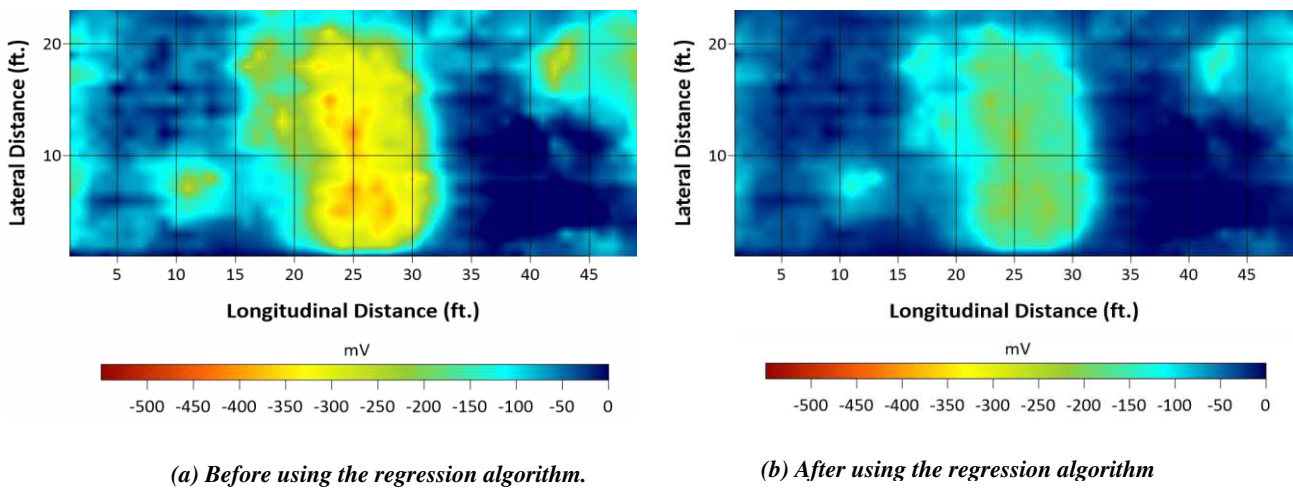 Lateral Distance (ft.)
20
10
5 10 15 20 25 30 35 40 45
Longitudinal Distance (ft.)
mV
-500 -450 -400 -350 -300 -250 -200 -150 -100 -50 0
(a) Before using the regression algorithm.
Lateral Distance (ft.)
20
10
5 10 15 20 25 30 35 40 45
Longitudinal Distance (ft.)
mV
-500 -450 -400 -350 -300 -250 -200 -150 -100 -50 0
(b) After using the regression algorithm